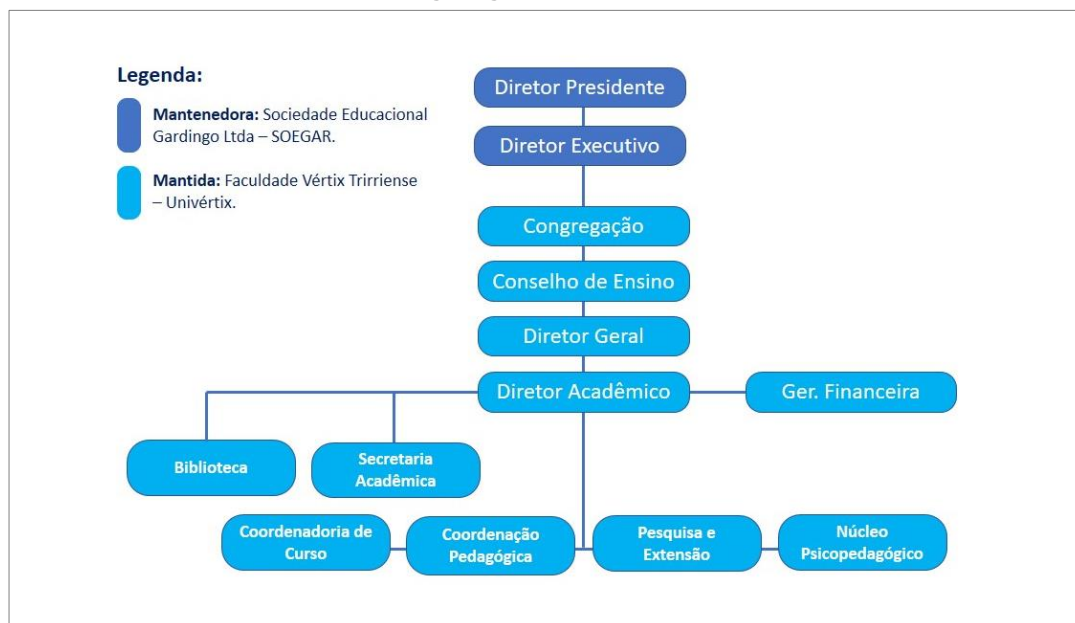 Legenda:
Mantenedora: Sociedade Educacional
Gardingo Ltda – SOEGAR.
Mantida: Faculdade Vértix Trirriense
– Univértix.
Diretor Presidente
Diretor Executivo
Congregação
Conselho de Ensino
Diretor Geral
Diretor Acadêmico
Ger. Financeira
Biblioteca
Secretaria
Acadêmica
Coordenadoria de
Curso
Coordenação
Pedagógica
Pesquisa e
Extensão
Núcleo
Psicopedagógico